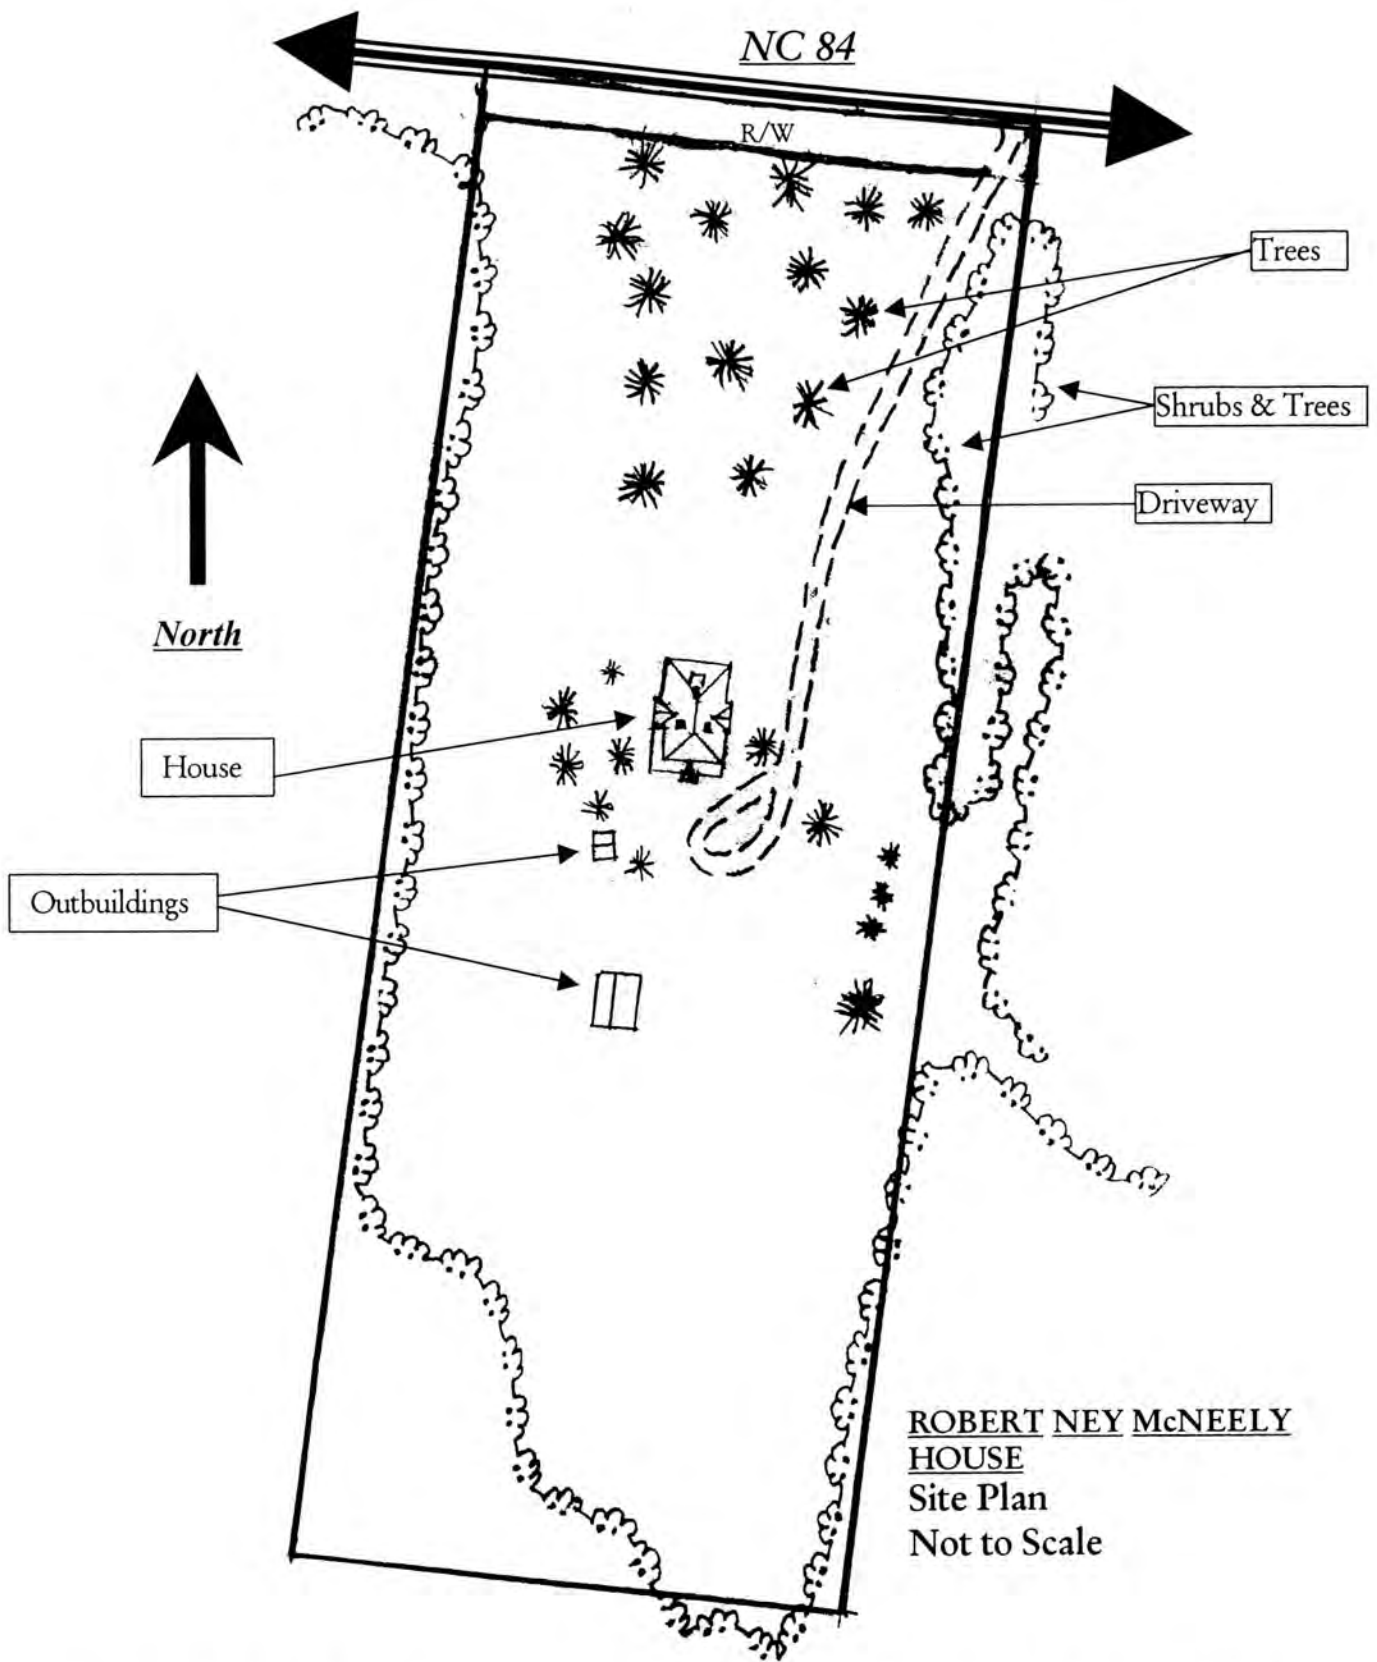 NC 84
R/W
Trees
Shrubs & Trees
Driveway
North
House
Outbuildings
ROBERT NEY McNEELY
HOUSE
Site Plan
Not to Scale